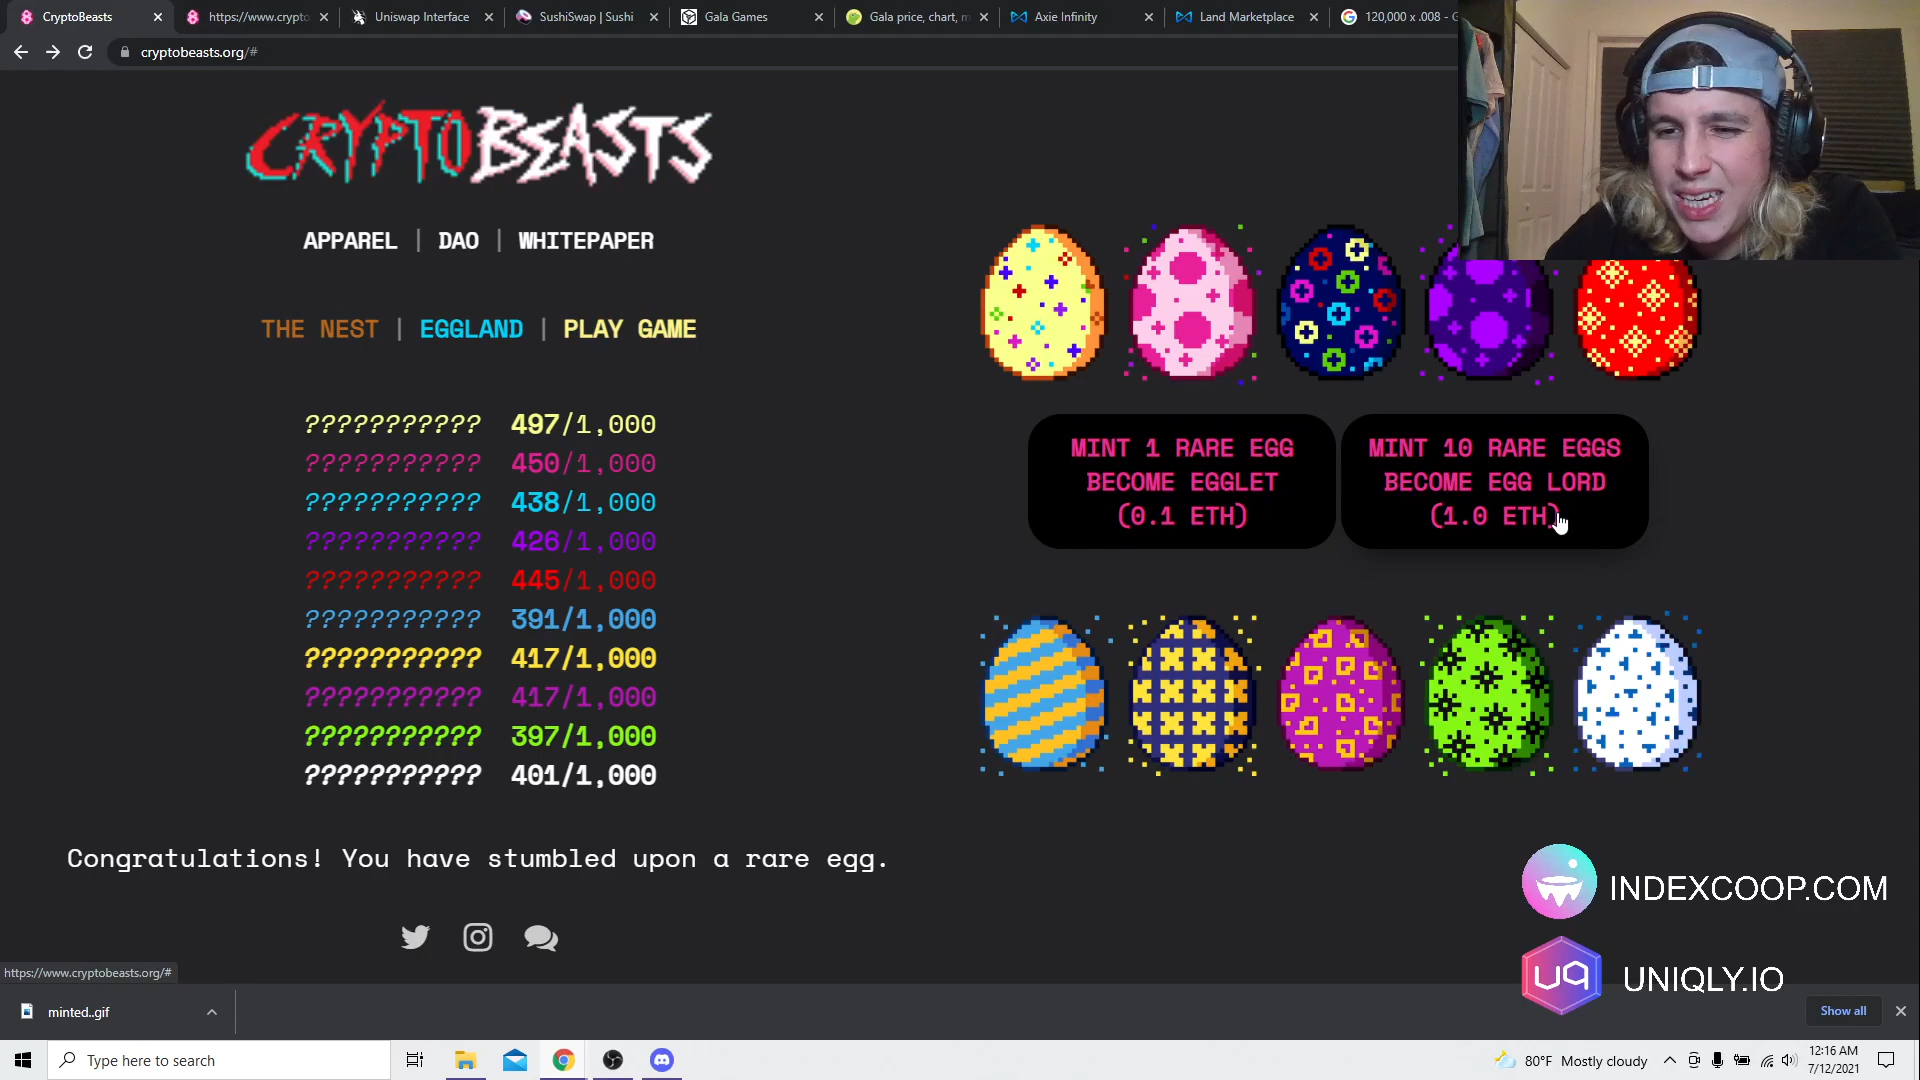 CryptoBeasts
https://www.crypto
Uniswap Interface
SushiSwap | Sushi
Gala Games
Gala price, chart, m
Axie Infinity
Land Marketplace
120,000 x .008 - G
cryptobeasts.org/#
CRYPTOBEASTS
APPAREL | DAO | WHITEPAPER
THE NEST | EGGLAND | PLAY GAME
??????????? 497/1,000
??????????? 450/1,000
??????????? 438/1,000
??????????? 426/1,000
??????????? 445/1,000
??????????? 391/1,000
??????????? 417/1,000
??????????? 417/1,000
??????????? 397/1,000
??????????? 401/1,000
Congratulations! You have stumbled upon a rare egg.
MINT 1 RARE EGG
BECOME EGGLET
(0.1 ETH)
MINT 10 RARE EGGS
BECOME EGG LORD
(1.0 ETH)
INDEXCOOP.COM
UNIQLY.IO
https://www.cryptobeasts.org/#
minted..gif
Show all
Type here to search
80°F Mostly cloudy
12:16 AM
7/12/2021